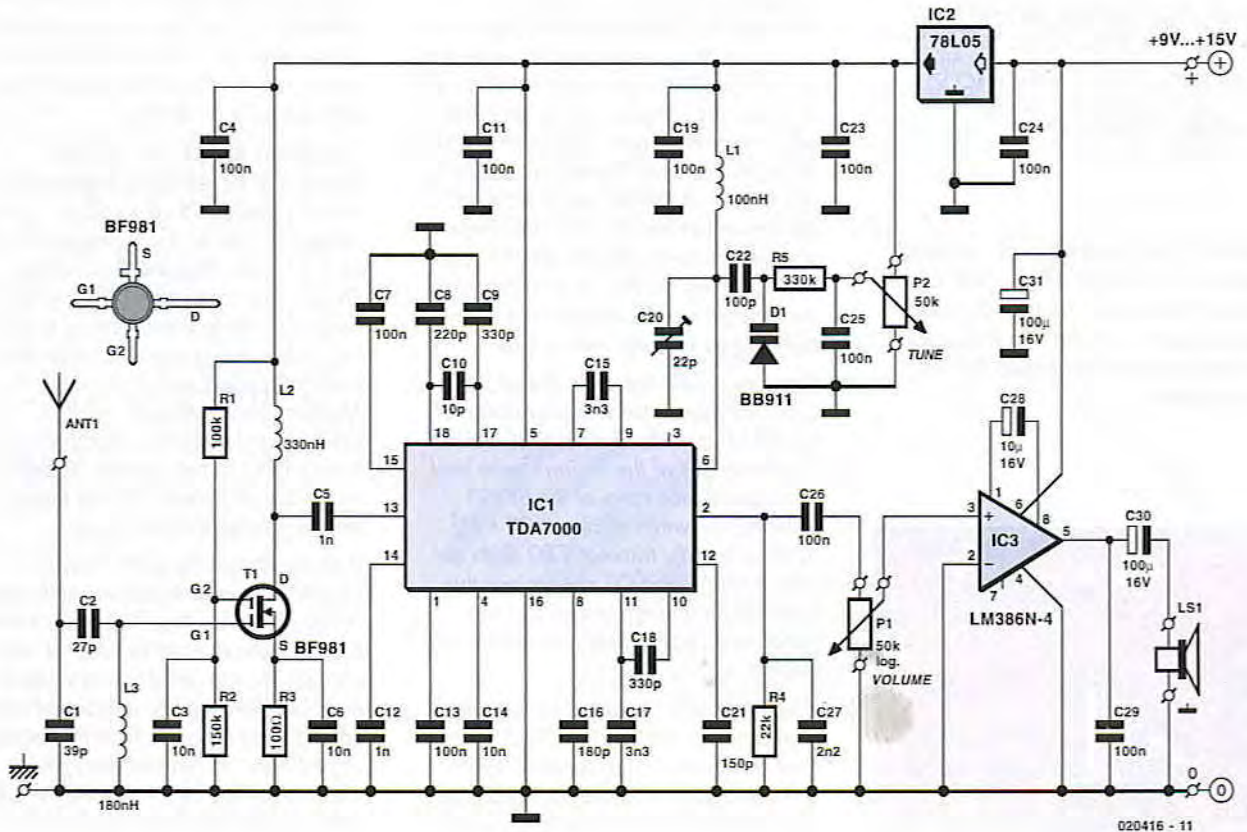 IC2
78L05
+9V...+15V
+
C4
100n
C11
100n
C19
100n
L1
100nH
C23
100n
C24
100n
BF981
S
G1
D
G2
C7
100n
C8
220p
C9
330p
C10
10p
C15
3n3
C20
22p
C22
100p
R5
330k
D1
BB911
C25
100n
P2
50k
TUNE
C31
100µ
16V
C28
10µ
16V
ANT1
R1
100k
L2
330nH
C5
1n
18
17
5
7
9
3
15
6
13
2
14
12
IC1
TDA7000
1
4
16
8
11
10
C26
100n
1
6
8
3
+
IC3
5
2
−
4
7
LM386N-4
C30
100µ
16V
LS1
T1
D
G2
G1
S
BF981
C2
27p
C18
330p
P1
50k
log.
VOLUME
C1
39p
L3
180nH
C3
10n
R2
150k
R3
100Ω
C6
10n
C12
1n
C13
100n
C14
10n
C16
180p
C17
3n3
C21
150p
R4
22k
C27
2n2
C29
100n
0
0
020416 - 11